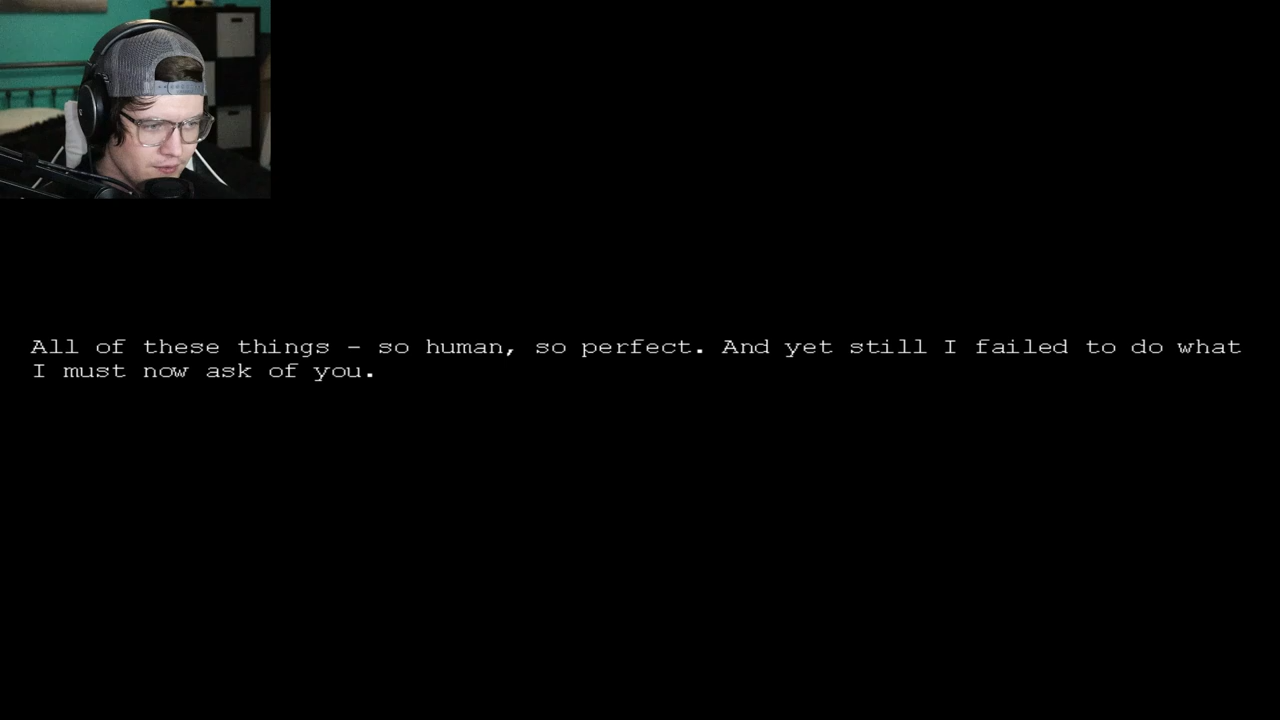 All of these things - so human, so perfect. And yet still I failed to do what
I must now ask of you.